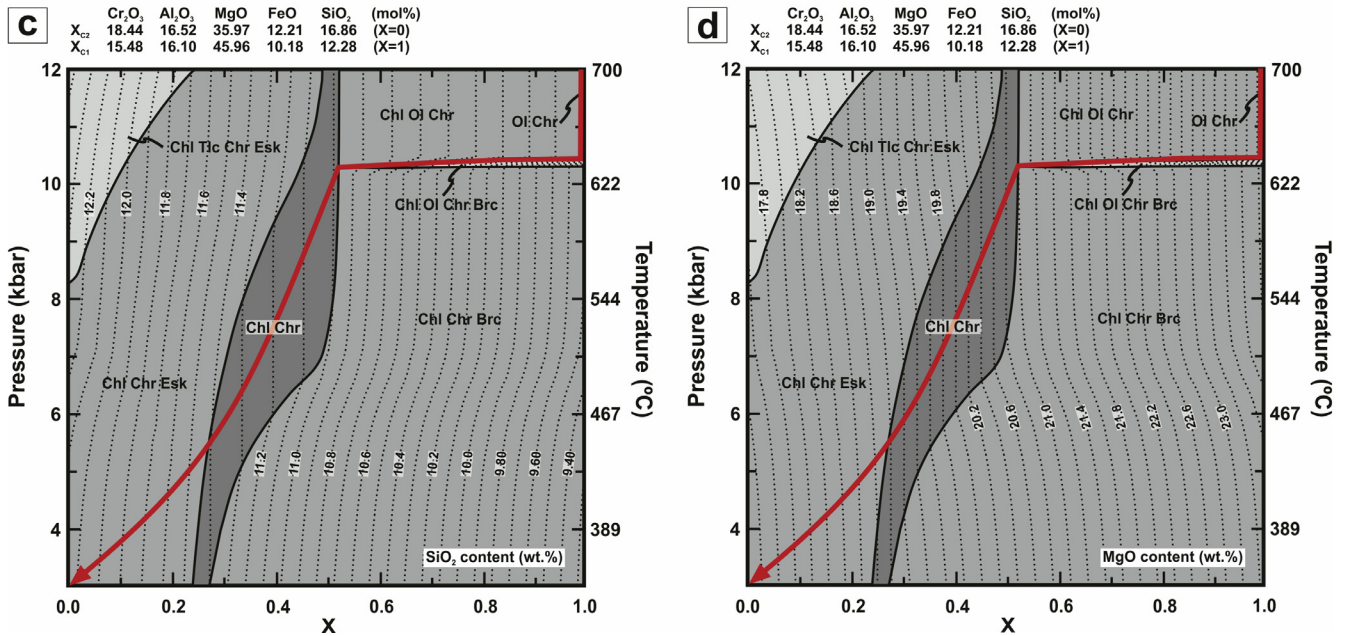 c
Cr₂O₃ Al₂O₃ MgO FeO SiO₂ (mol%)
X_C2 18.44 16.52 35.97 12.21 16.86 (X=0)
X_C1 15.48 16.10 45.96 10.18 12.28 (X=1)
12
10
8
6
4
Pressure (kbar)
700
622
544
467
389
Temperature (ºC)
Chl Ol Chr
Ol Chr
Chl Tlc Chr Esk
Chl Ol Chr Brc
12.2 12.0 11.8 11.6 11.4
Chl Chr
Chl Chr Brc
Chl Chr Esk
11.2 11.0 10.8 10.6 10.4 10.2 10.0 9.80 9.60 9.40
SiO₂ content (wt.%)
0.0 0.2 0.4 0.6 0.8 1.0
X
d
Cr₂O₃ Al₂O₃ MgO FeO SiO₂ (mol%)
X_C2 18.44 16.52 35.97 12.21 16.86 (X=0)
X_C1 15.48 16.10 45.96 10.18 12.28 (X=1)
12
10
8
6
4
Pressure (kbar)
700
622
544
467
389
Temperature (ºC)
Chl Ol Chr
Ol Chr
Chl Tlc Chr Esk
Chl Ol Chr Brc
17.8 18.2 18.6 19.0 19.4 19.8
Chl Chr
Chl Chr Brc
Chl Chr Esk
20.2 20.6 21.0 21.4 21.8 22.2 22.6 23.0
MgO content (wt.%)
0.0 0.2 0.4 0.6 0.8 1.0
X